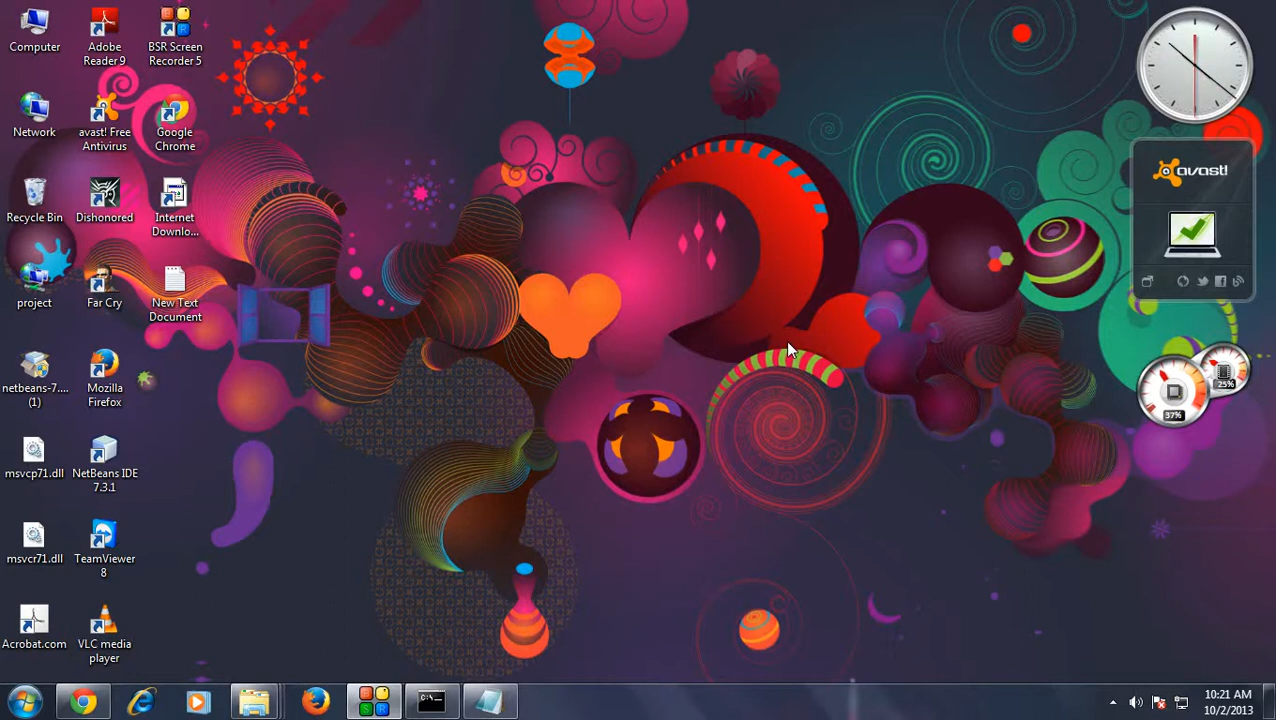 Computer
Adobe
Reader 9
BSR Screen
Recorder 5
Network
avast! Free
Antivirus
Google
Chrome
Recycle Bin
Dishonored
Internet
Downlo...
project
Far Cry
New Text
Document
netbeans-7....
(1)
Mozilla
Firefox
msvcp71.dll
NetBeans IDE
7.3.1
msvcr71.dll
TeamViewer
8
Acrobat.com
VLC media
player
avast!
25%
37%
B
S
R
C:\
10:21 AM
10/2/2013